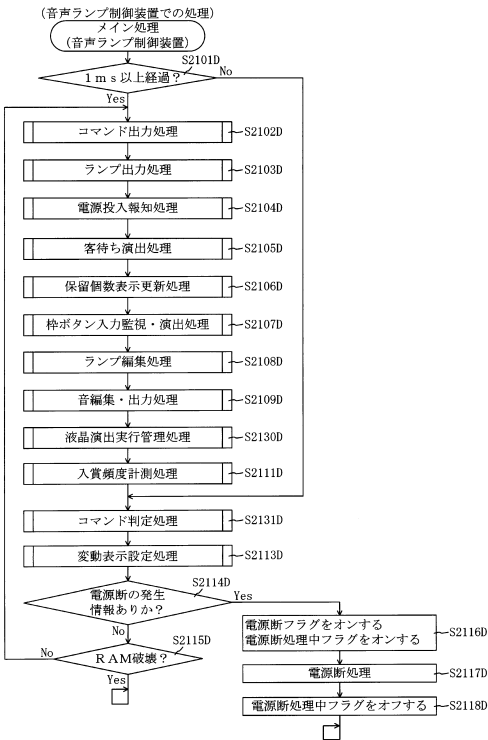 (音声ランプ制御装置での処理)
メイン処理
(音声ランプ制御装置)
S2101D
1ms以上経過？
No
Yes
コマンド出力処理 S2102D
ランプ出力処理 S2103D
電源投入報知処理 S2104D
客待ち演出処理 S2105D
保留個数表示更新処理 S2106D
枠ボタン入力監視・演出処理 S2107D
ランプ編集処理 S2108D
音編集・出力処理 S2109D
液晶演出実行管理処理 S2130D
入賞頻度計測処理 S2111D
コマンド判定処理 S2131D
変動表示設定処理 S2113D
S2114D
電源断の発生
情報ありか？
Yes
No
電源断フラグをオンする
電源断処理中フラグをオンする
S2116D
S2115D
No
RAM破壊？
Yes
電源断処理 S2117D
電源断処理中フラグをオフする S2118D